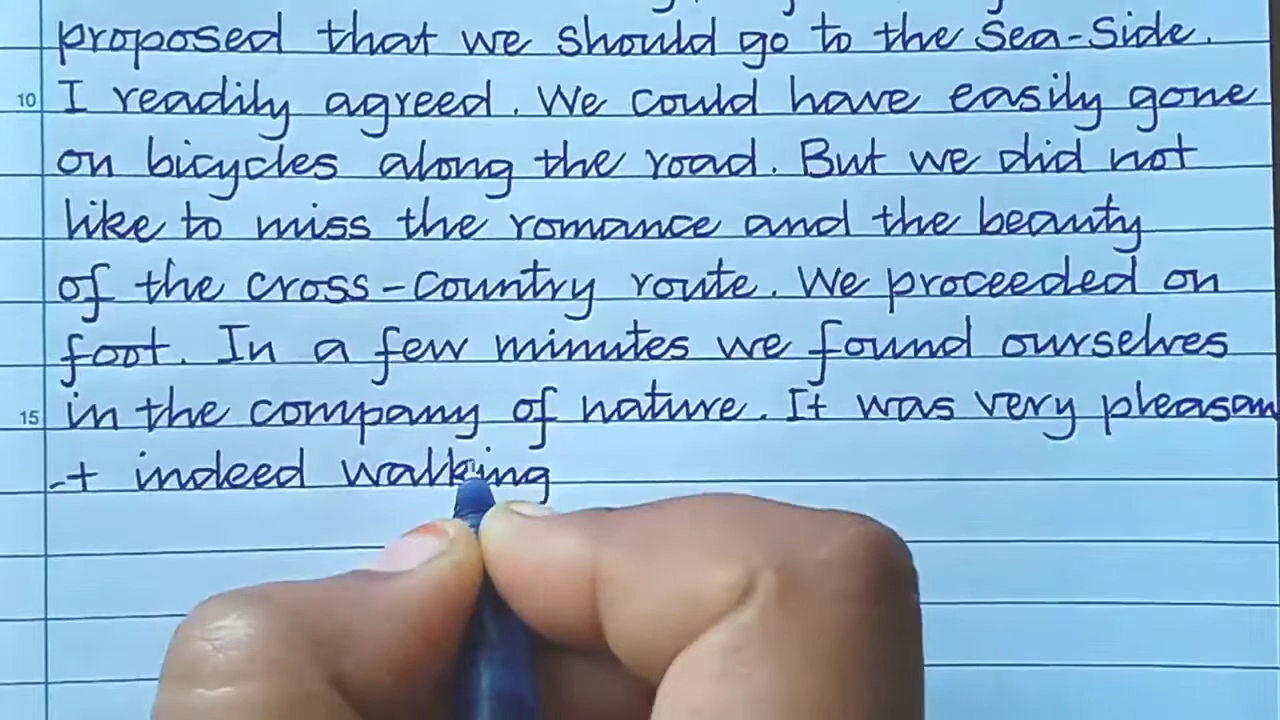 proposed that we should go to the Sea-Side.
10 I readily agreed. We could have easily gone
on bicycles along the road. But we did not
like to miss the romance and the beauty
of the cross-country route. We proceeded on
foot. In a few minutes we found ourselves
15 in the company of nature. It was very pleasan
-t indeed walking